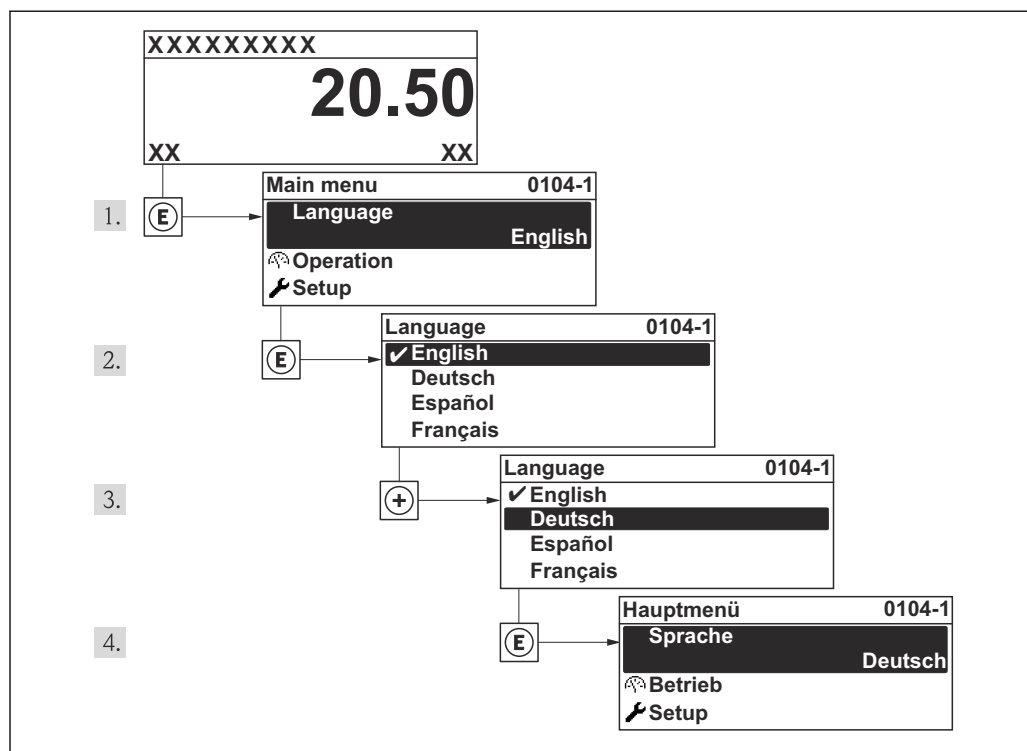 XXXXXXXXX
20.50
XX XX
1. E
Main menu 0104-1
Language
English
Operation
Setup
2. E
Language 0104-1
✔ English
Deutsch
Español
Français
3. +
Language 0104-1
✔ English
Deutsch
Español
Français
4. E
Hauptmenü 0104-1
Sprache
Deutsch
Betrieb
Setup